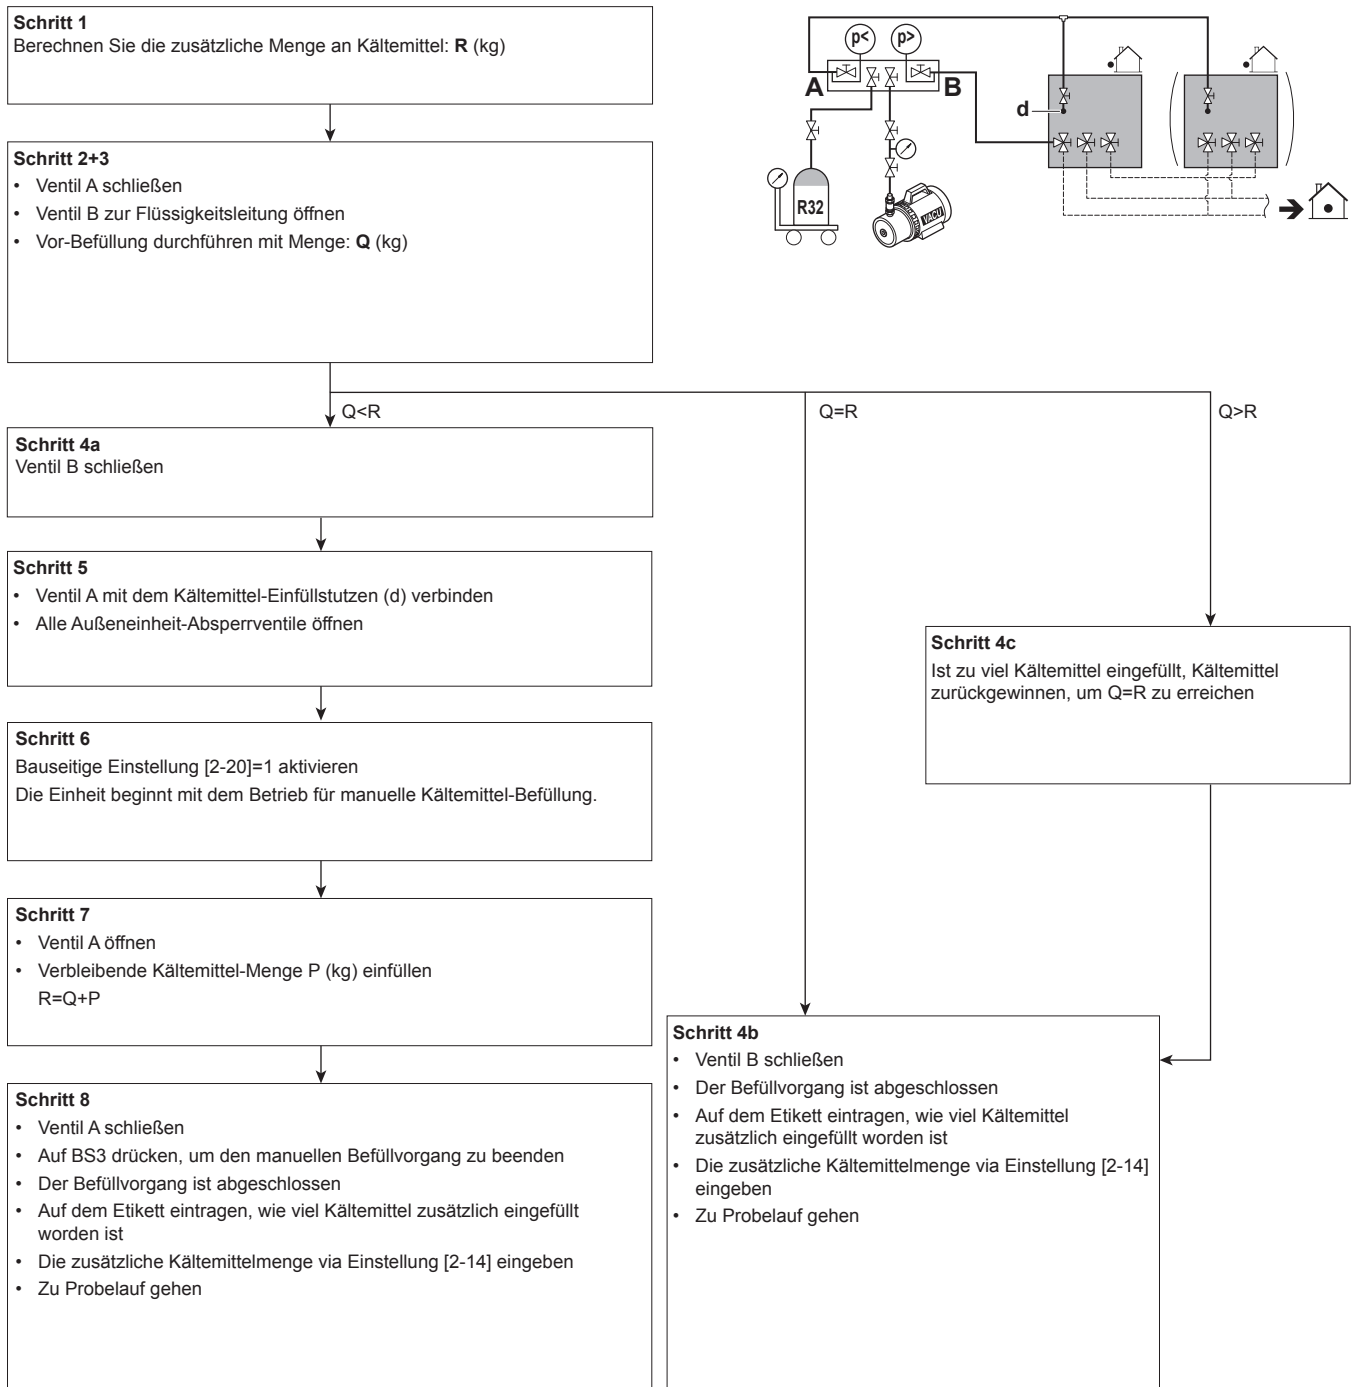 Schritt 1
Berechnen Sie die zusätzliche Menge an Kältemittel: R (kg)
p<
p>
A
B
d
R32
VACU
Schritt 2+3
• Ventil A schließen
• Ventil B zur Flüssigkeitsleitung öffnen
• Vor-Befüllung durchführen mit Menge: Q (kg)
Q<R
Q=R
Q>R
Schritt 4a
Ventil B schließen
Schritt 5
• Ventil A mit dem Kältemittel-Einfüllstutzen (d) verbinden
• Alle Außeneinheit-Absperrventile öffnen
Schritt 4c
Ist zu viel Kältemittel eingefüllt, Kältemittel
zurückgewinnen, um Q=R zu erreichen
Schritt 6
Bauseitige Einstellung [2-20]=1 aktivieren
Die Einheit beginnt mit dem Betrieb für manuelle Kältemittel-Befüllung.
Schritt 7
• Ventil A öffnen
• Verbleibende Kältemittel-Menge P (kg) einfüllen
R=Q+P
Schritt 4b
• Ventil B schließen
• Der Befüllvorgang ist abgeschlossen
• Auf dem Etikett eintragen, wie viel Kältemittel
zusätzlich eingefüllt worden ist
• Die zusätzliche Kältemittelmenge via Einstellung [2-14]
eingeben
• Zu Probelauf gehen
Schritt 8
• Ventil A schließen
• Auf BS3 drücken, um den manuellen Befüllvorgang zu beenden
• Der Befüllvorgang ist abgeschlossen
• Auf dem Etikett eintragen, wie viel Kältemittel zusätzlich eingefüllt
worden ist
• Die zusätzliche Kältemittelmenge via Einstellung [2-14] eingeben
• Zu Probelauf gehen